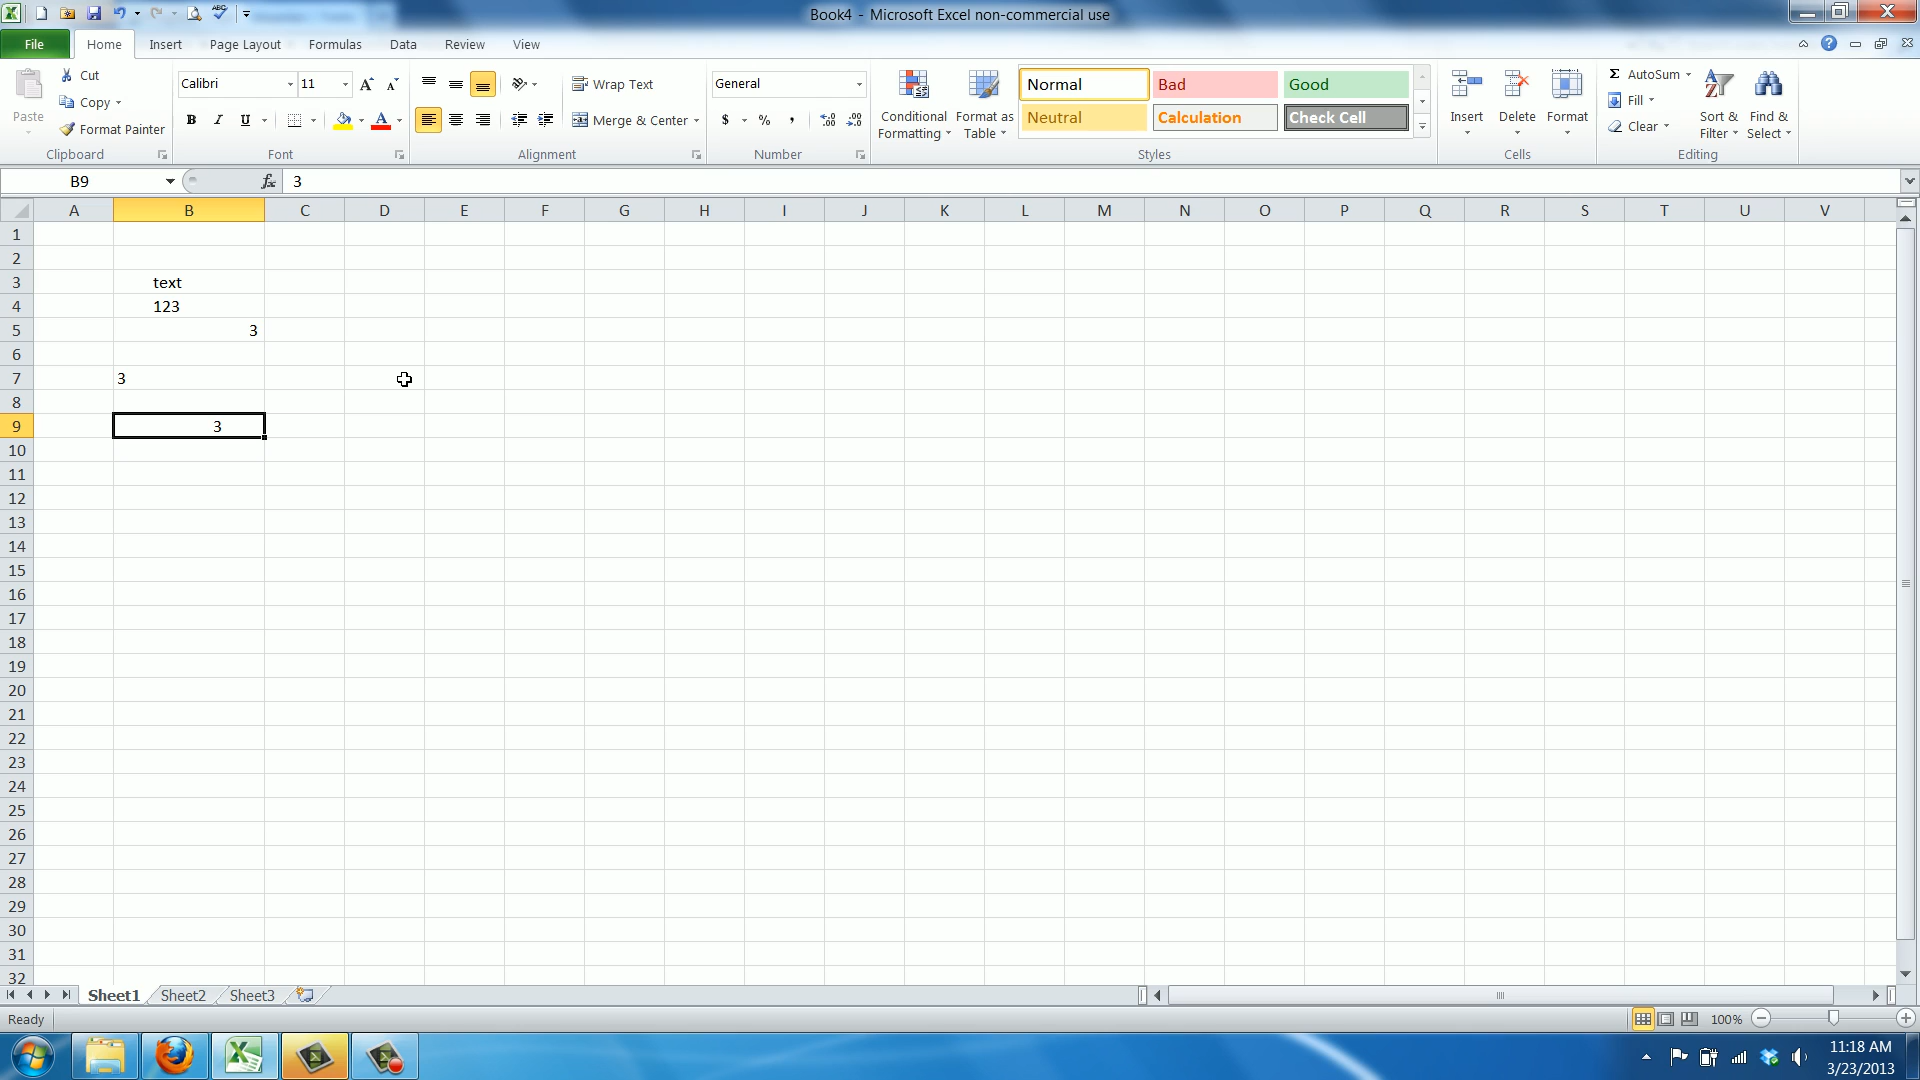 Book4 - Microsoft Excel non-commercial use
File Home Insert Page Layout Formulas Data Review View
Paste
Cut
Copy
Format Painter
Clipboard
Calibri 11
B I U
Font
Wrap Text
Merge & Center
Alignment
General
$ % ,
Number
Conditional Formatting
Format as Table
Normal Bad Good
Neutral Calculation Check Cell
Styles
Insert Delete Format
Cells
Σ AutoSum
Fill
Clear
Sort & Filter
Find & Select
Editing
B9 fx 3
A B C D E F G H I J K L M N O P Q R S T U V
1
2
3 text
4 123
5 3
6
7 3
8
9 3
10
11
12
13
14
15
16
17
18
19
20
21
22
23
24
25
26
27
28
29
30
31
32
Sheet1 Sheet2 Sheet3
Ready 100%
11:18 AM
3/23/2013